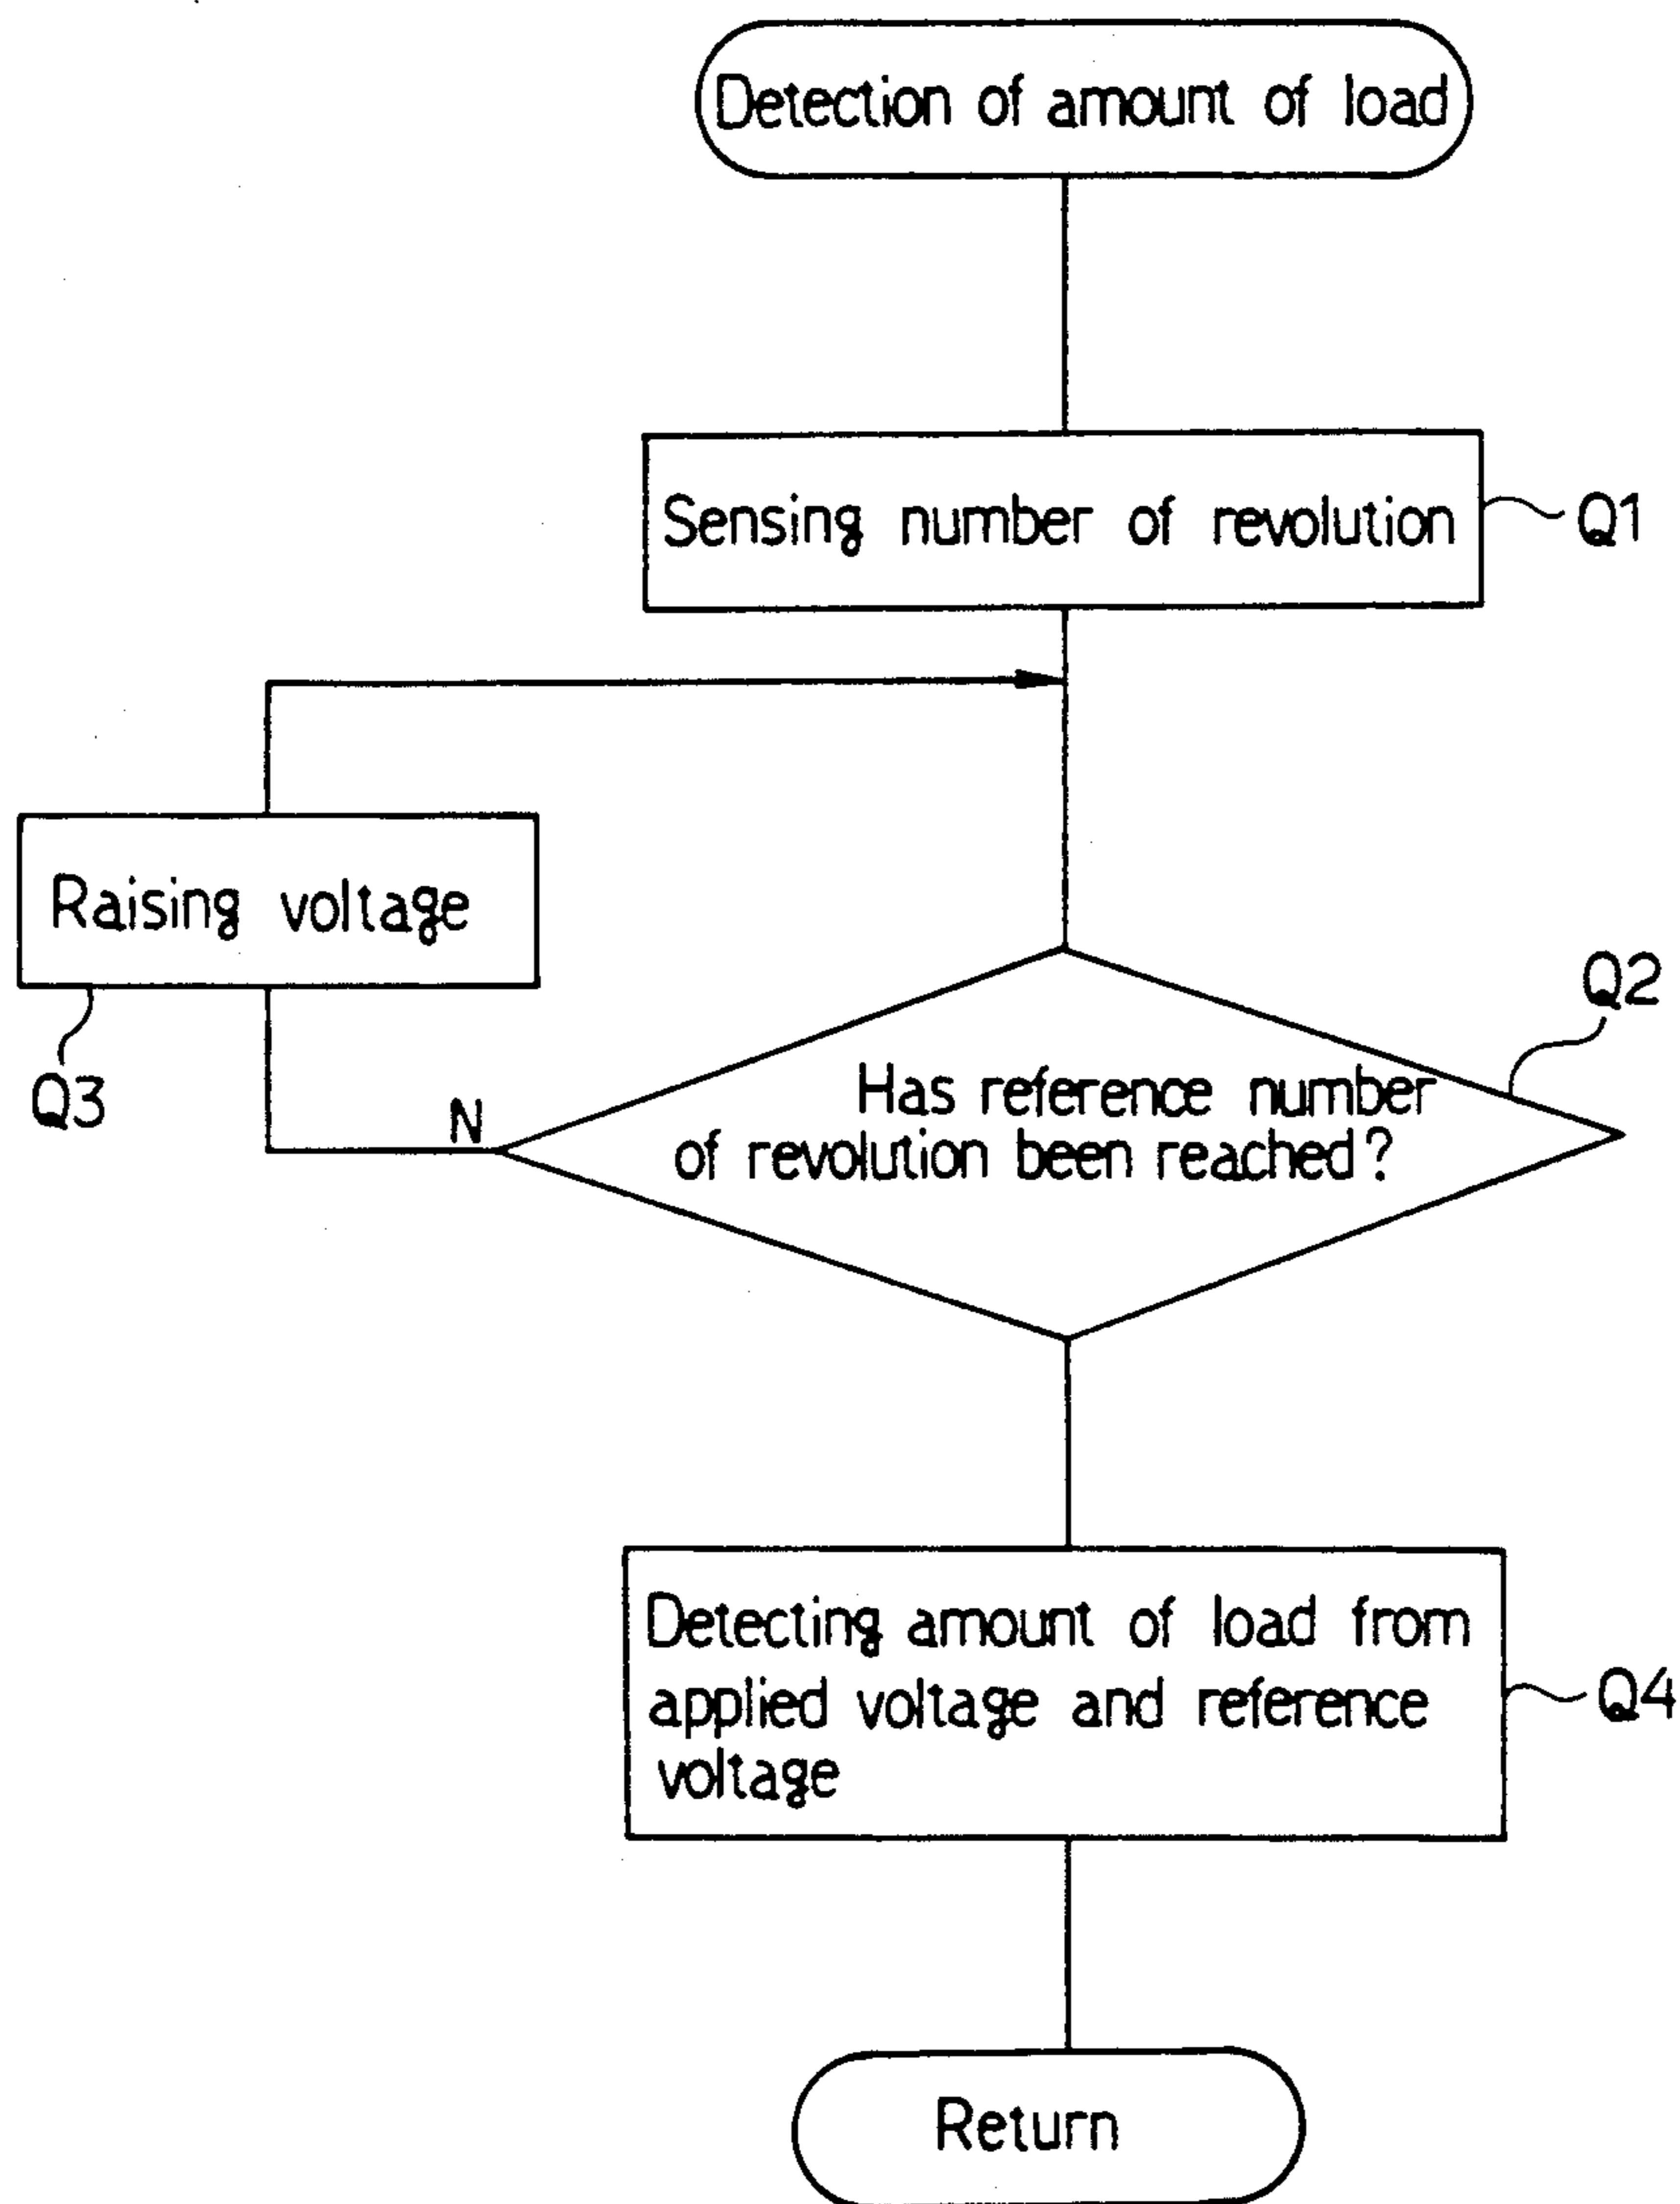 Detection of amount of load
Sensing number of revolution
Q1
Raising voltage
Q3
N
Q2
Has reference number
of revolution been reached?
Detecting amount of load from
applied voltage and reference
voltage
Q4
Return